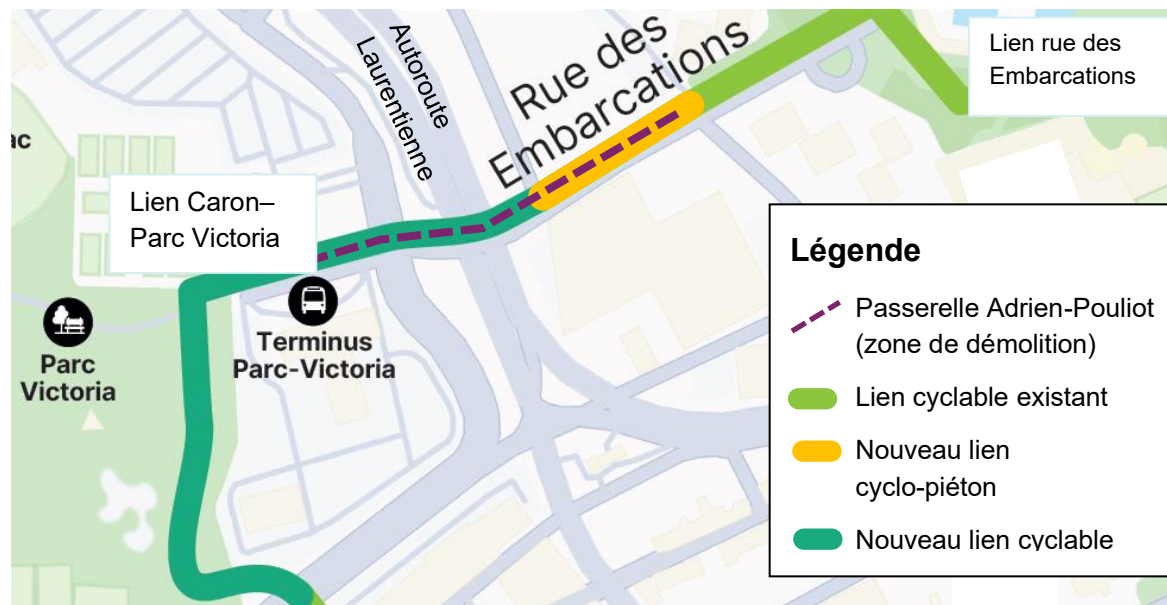 Autoroute
Laurentienne
Rue des
Embarcations
Lien rue des
Embarcations
ac
Lien Caron–
Parc Victoria
Parc
Victoria
Terminus
Parc-Victoria
Légende
Passerelle Adrien-Pouliot
(zone de démolition)
Lien cyclable existant
Nouveau lien
cyclo-piéton
Nouveau lien cyclable